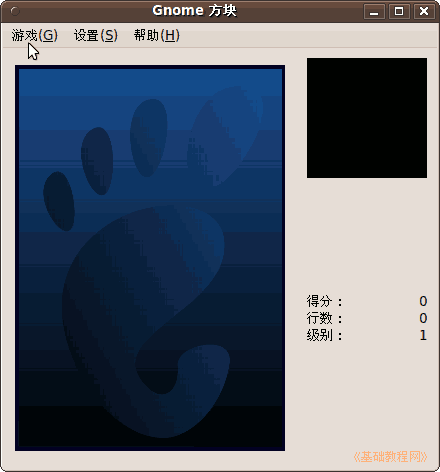 Gnome 方块
游戏(G) 设置(S) 帮助(H)
得分： 0
行数： 0
级别： 1
《基础教程网》